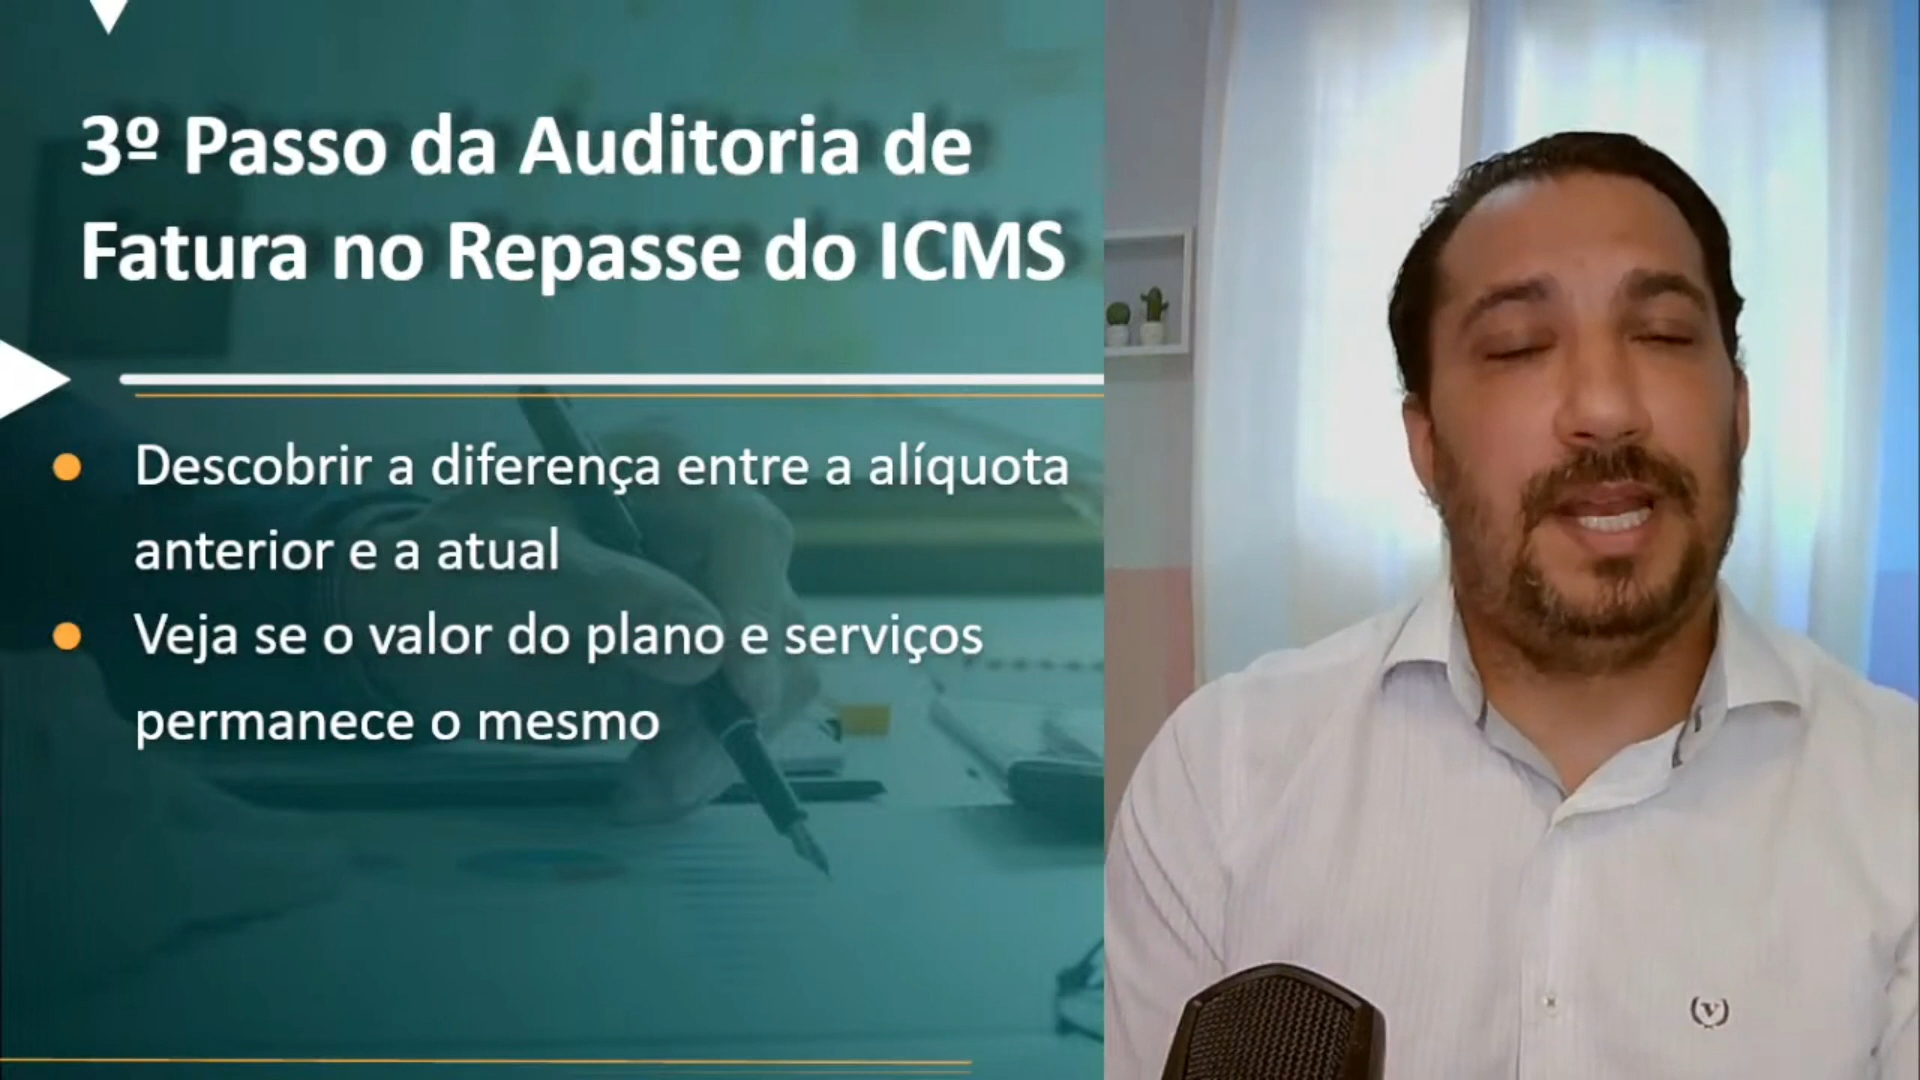 3º Passo da Auditoria de
Fatura no Repasse do ICMS
Descobrir a diferença entre a alíquota
anterior e a atual
Veja se o valor do plano e serviços
permanece o mesmo
v